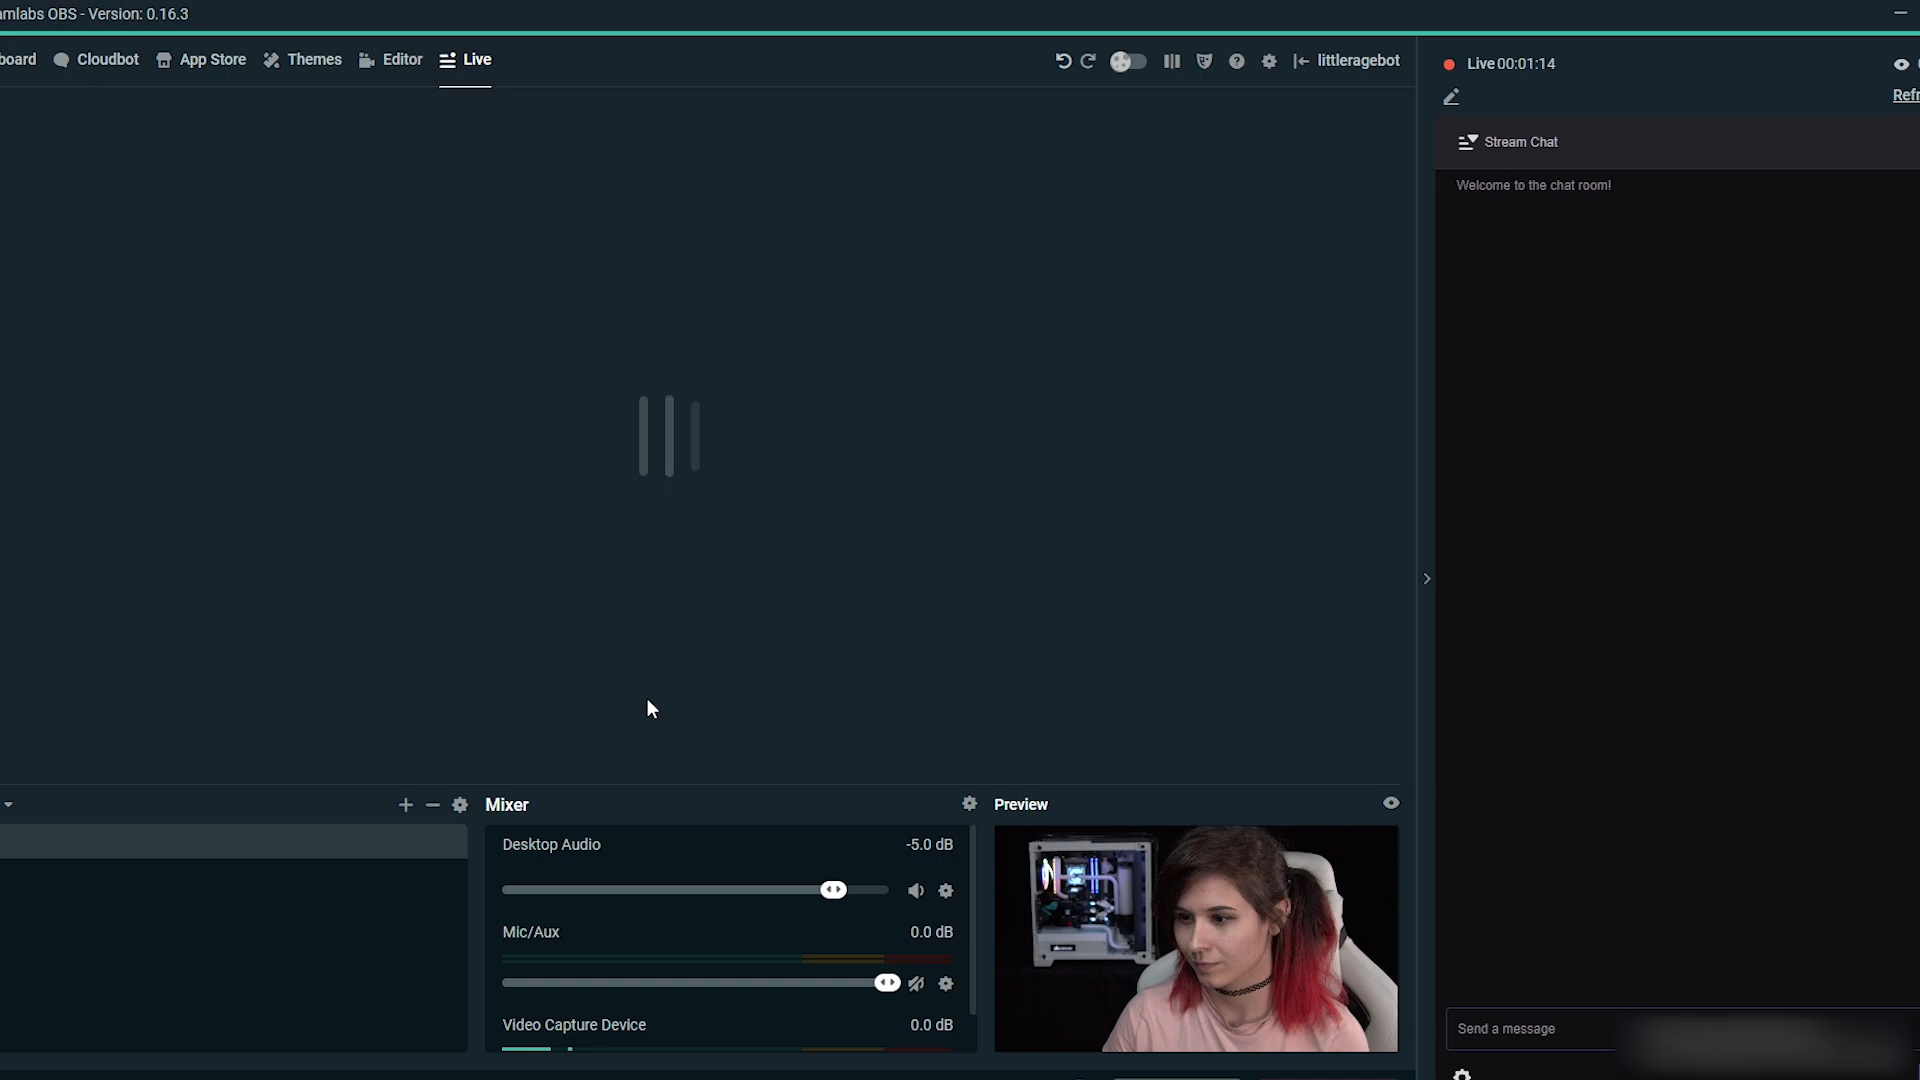 amlabs OBS - Version: 0.16.3
board Cloudbot App Store Themes Editor Live littleragebot
Live 00:01:14
Refr
Stream Chat
Welcome to the chat room!
Mixer
Preview
Desktop Audio -5.0 dB
Mic/Aux 0.0 dB
Video Capture Device 0.0 dB
Send a message